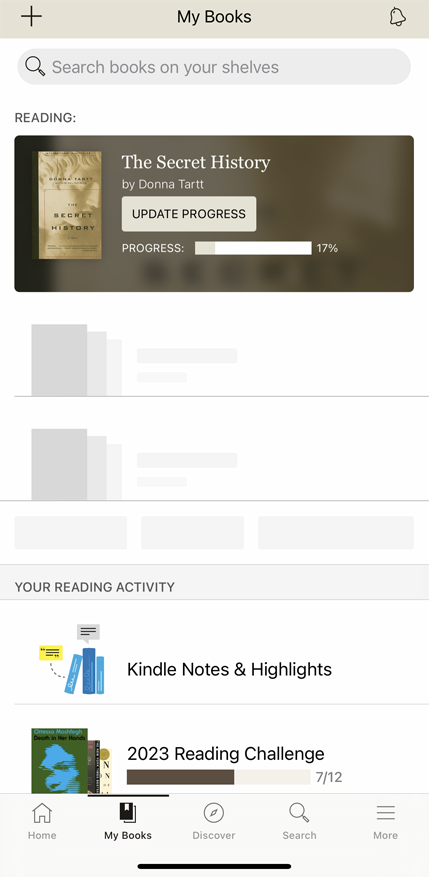 My Books
Search books on your shelves
READING:
DONNA TARTT
THE
SECRET
HISTORY
The Secret History
by Donna Tartt
UPDATE PROGRESS
PROGRESS: 17%
YOUR READING ACTIVITY
Kindle Notes & Highlights
Ottessa Moshfegh
Death in Her Hands
2023 Reading Challenge
7/12
Home
My Books
Discover
Search
More